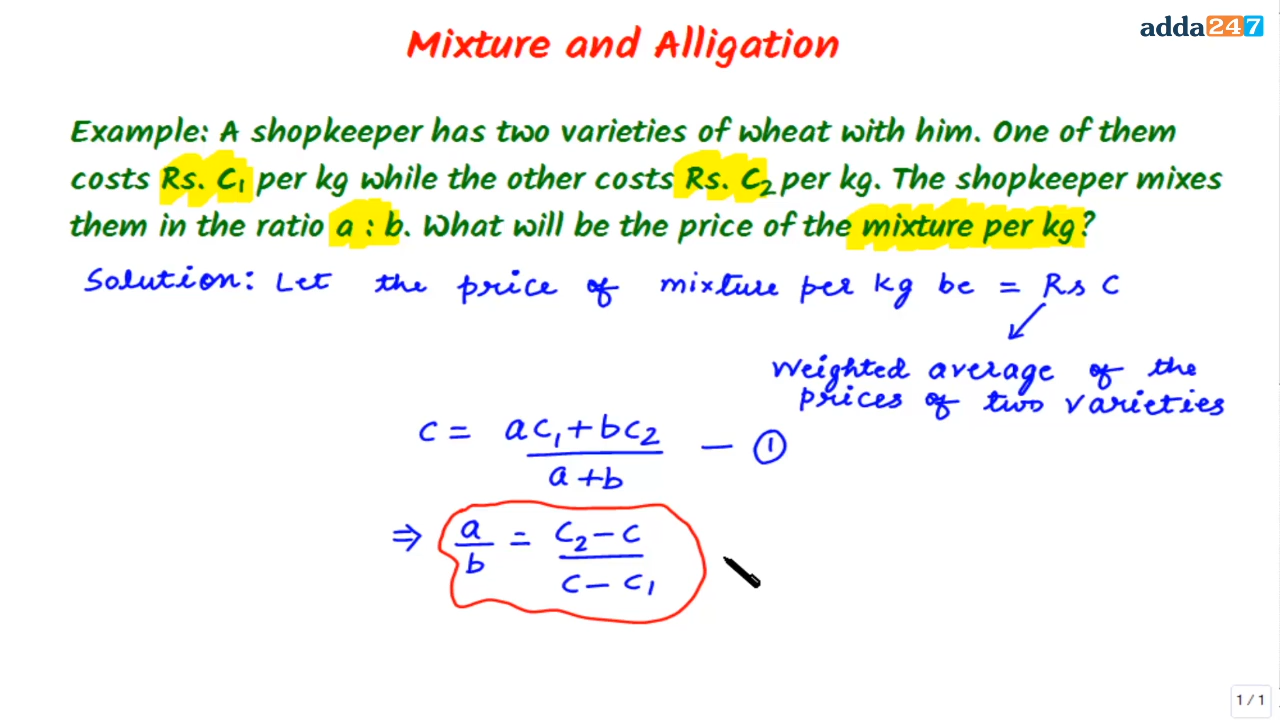 adda247
Mixture and Alligation
Example: A shopkeeper has two varieties of wheat with him. One of them
costs Rs. C₁ per kg while the other costs Rs. C₂ per kg. The shopkeeper mixes
them in the ratio a : b. What will be the price of the mixture per kg?
Solution: Let the price of mixture per kg be = Rs C
Weighted average of the
prices of two varieties
C = aC₁+bC₂ — ①
a+b
⇒ a = C₂-C
b C-C₁
1/1